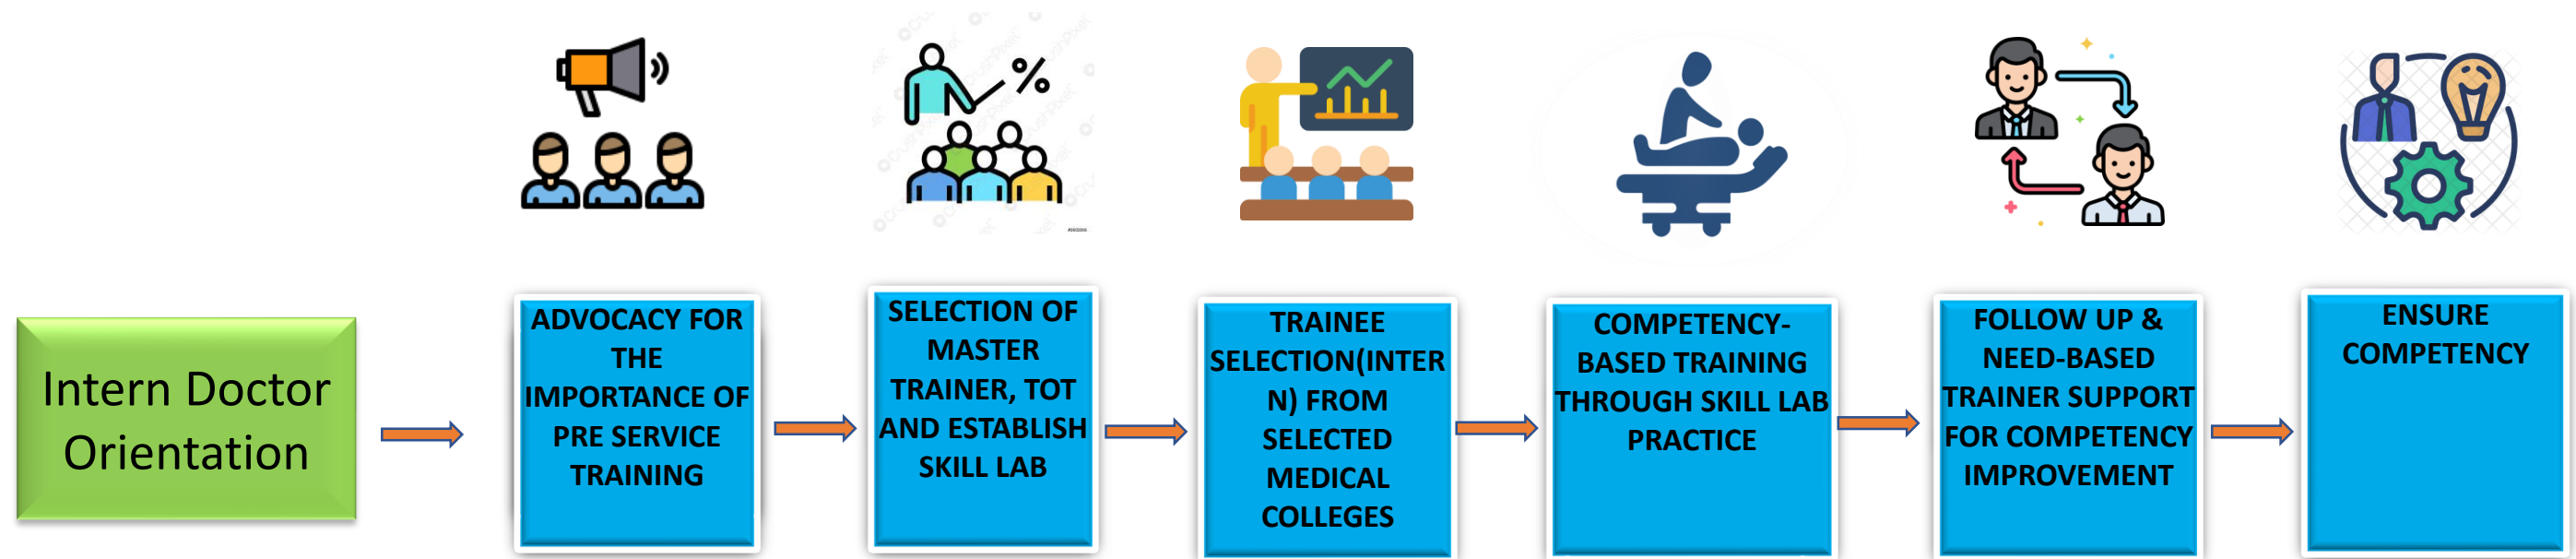 Intern Doctor
Orientation
ADVOCACY FOR
THE
IMPORTANCE OF
PRE SERVICE
TRAINING
SELECTION OF
MASTER
TRAINER, TOT
AND ESTABLISH
SKILL LAB
TRAINEE
SELECTION(INTER
N) FROM
SELECTED
MEDICAL
COLLEGES
COMPETENCY-
BASED TRAINING
THROUGH SKILL LAB
PRACTICE
FOLLOW UP &
NEED-BASED
TRAINER SUPPORT
FOR COMPETENCY
IMPROVEMENT
ENSURE
COMPETENCY
%